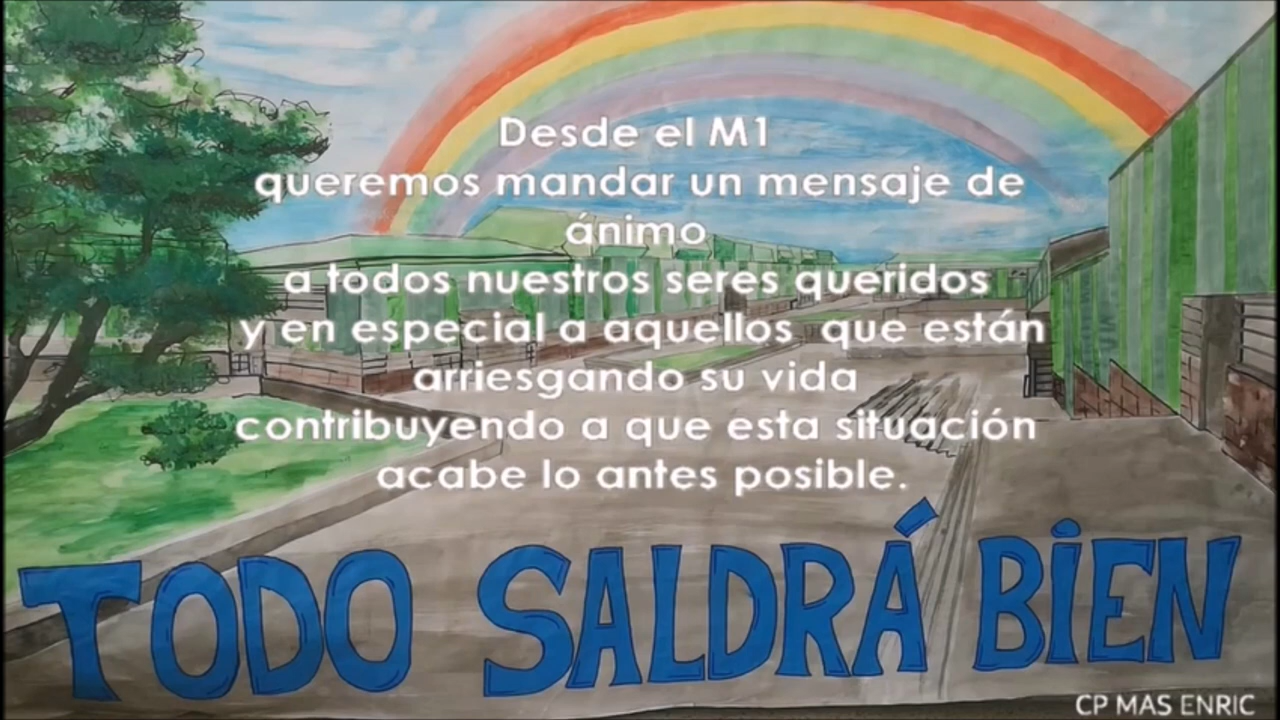 Desde el M1
queremos mandar un mensaje de
ánimo
a todos nuestros seres queridos
y en especial a aquellos que están
arriesgando su vida
contribuyendo a que esta situación
acabe lo antes posible.
TODO SALDRÁ BiEN
CP MAS ENRIC